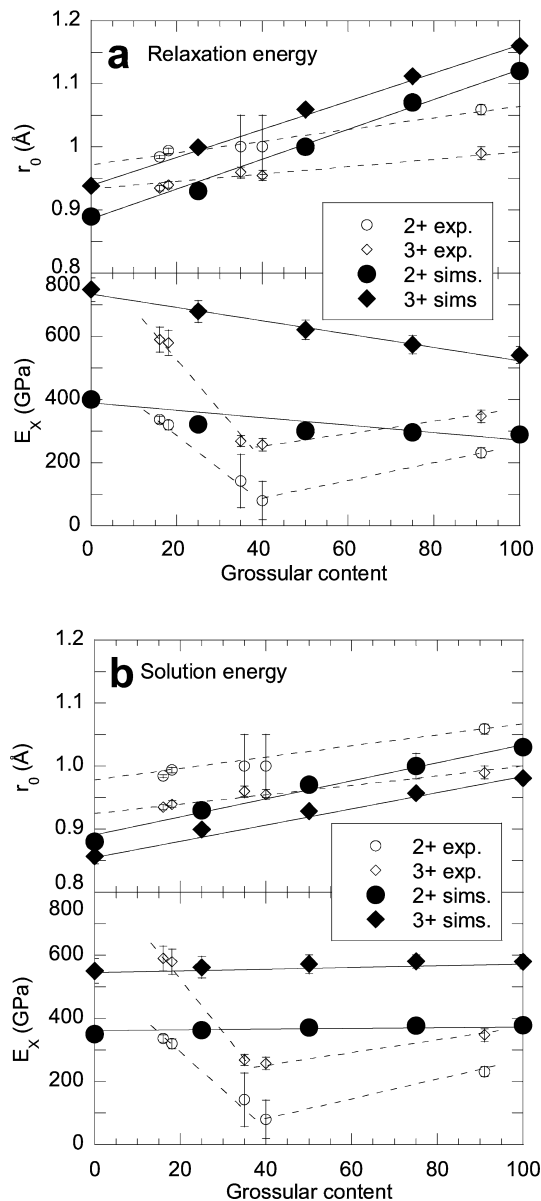 a Relaxation energy
1.2
1.1
1
0.9
0.8
r0 (Å)
2+ exp.
3+ exp.
2+ sims.
3+ sims
800
600
400
200
0
EX (GPa)
0 20 40 60 80 100
Grossular content
b Solution energy
1.2
1.1
1.0
0.9
0.8
r0 (Å)
2+ exp.
3+ exp.
2+ sims.
3+ sims.
800
600
400
200
0
EX (GPa)
0 20 40 60 80 100
Grossular content